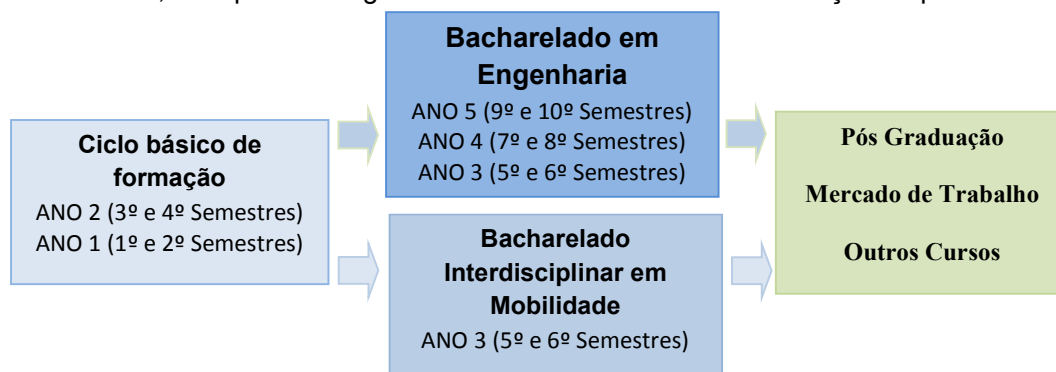 Ciclo básico de
formação
ANO 2 (3º e 4º Semestres)
ANO 1 (1º e 2º Semestres)
Bacharelado em
Engenharia
ANO 5 (9º e 10º Semestres)
ANO 4 (7º e 8º Semestres)
ANO 3 (5º e 6º Semestres)
Bacharelado
Interdisciplinar em
Mobilidade
ANO 3 (5º e 6º Semestres)
Pós Graduação
Mercado de Trabalho
Outros Cursos